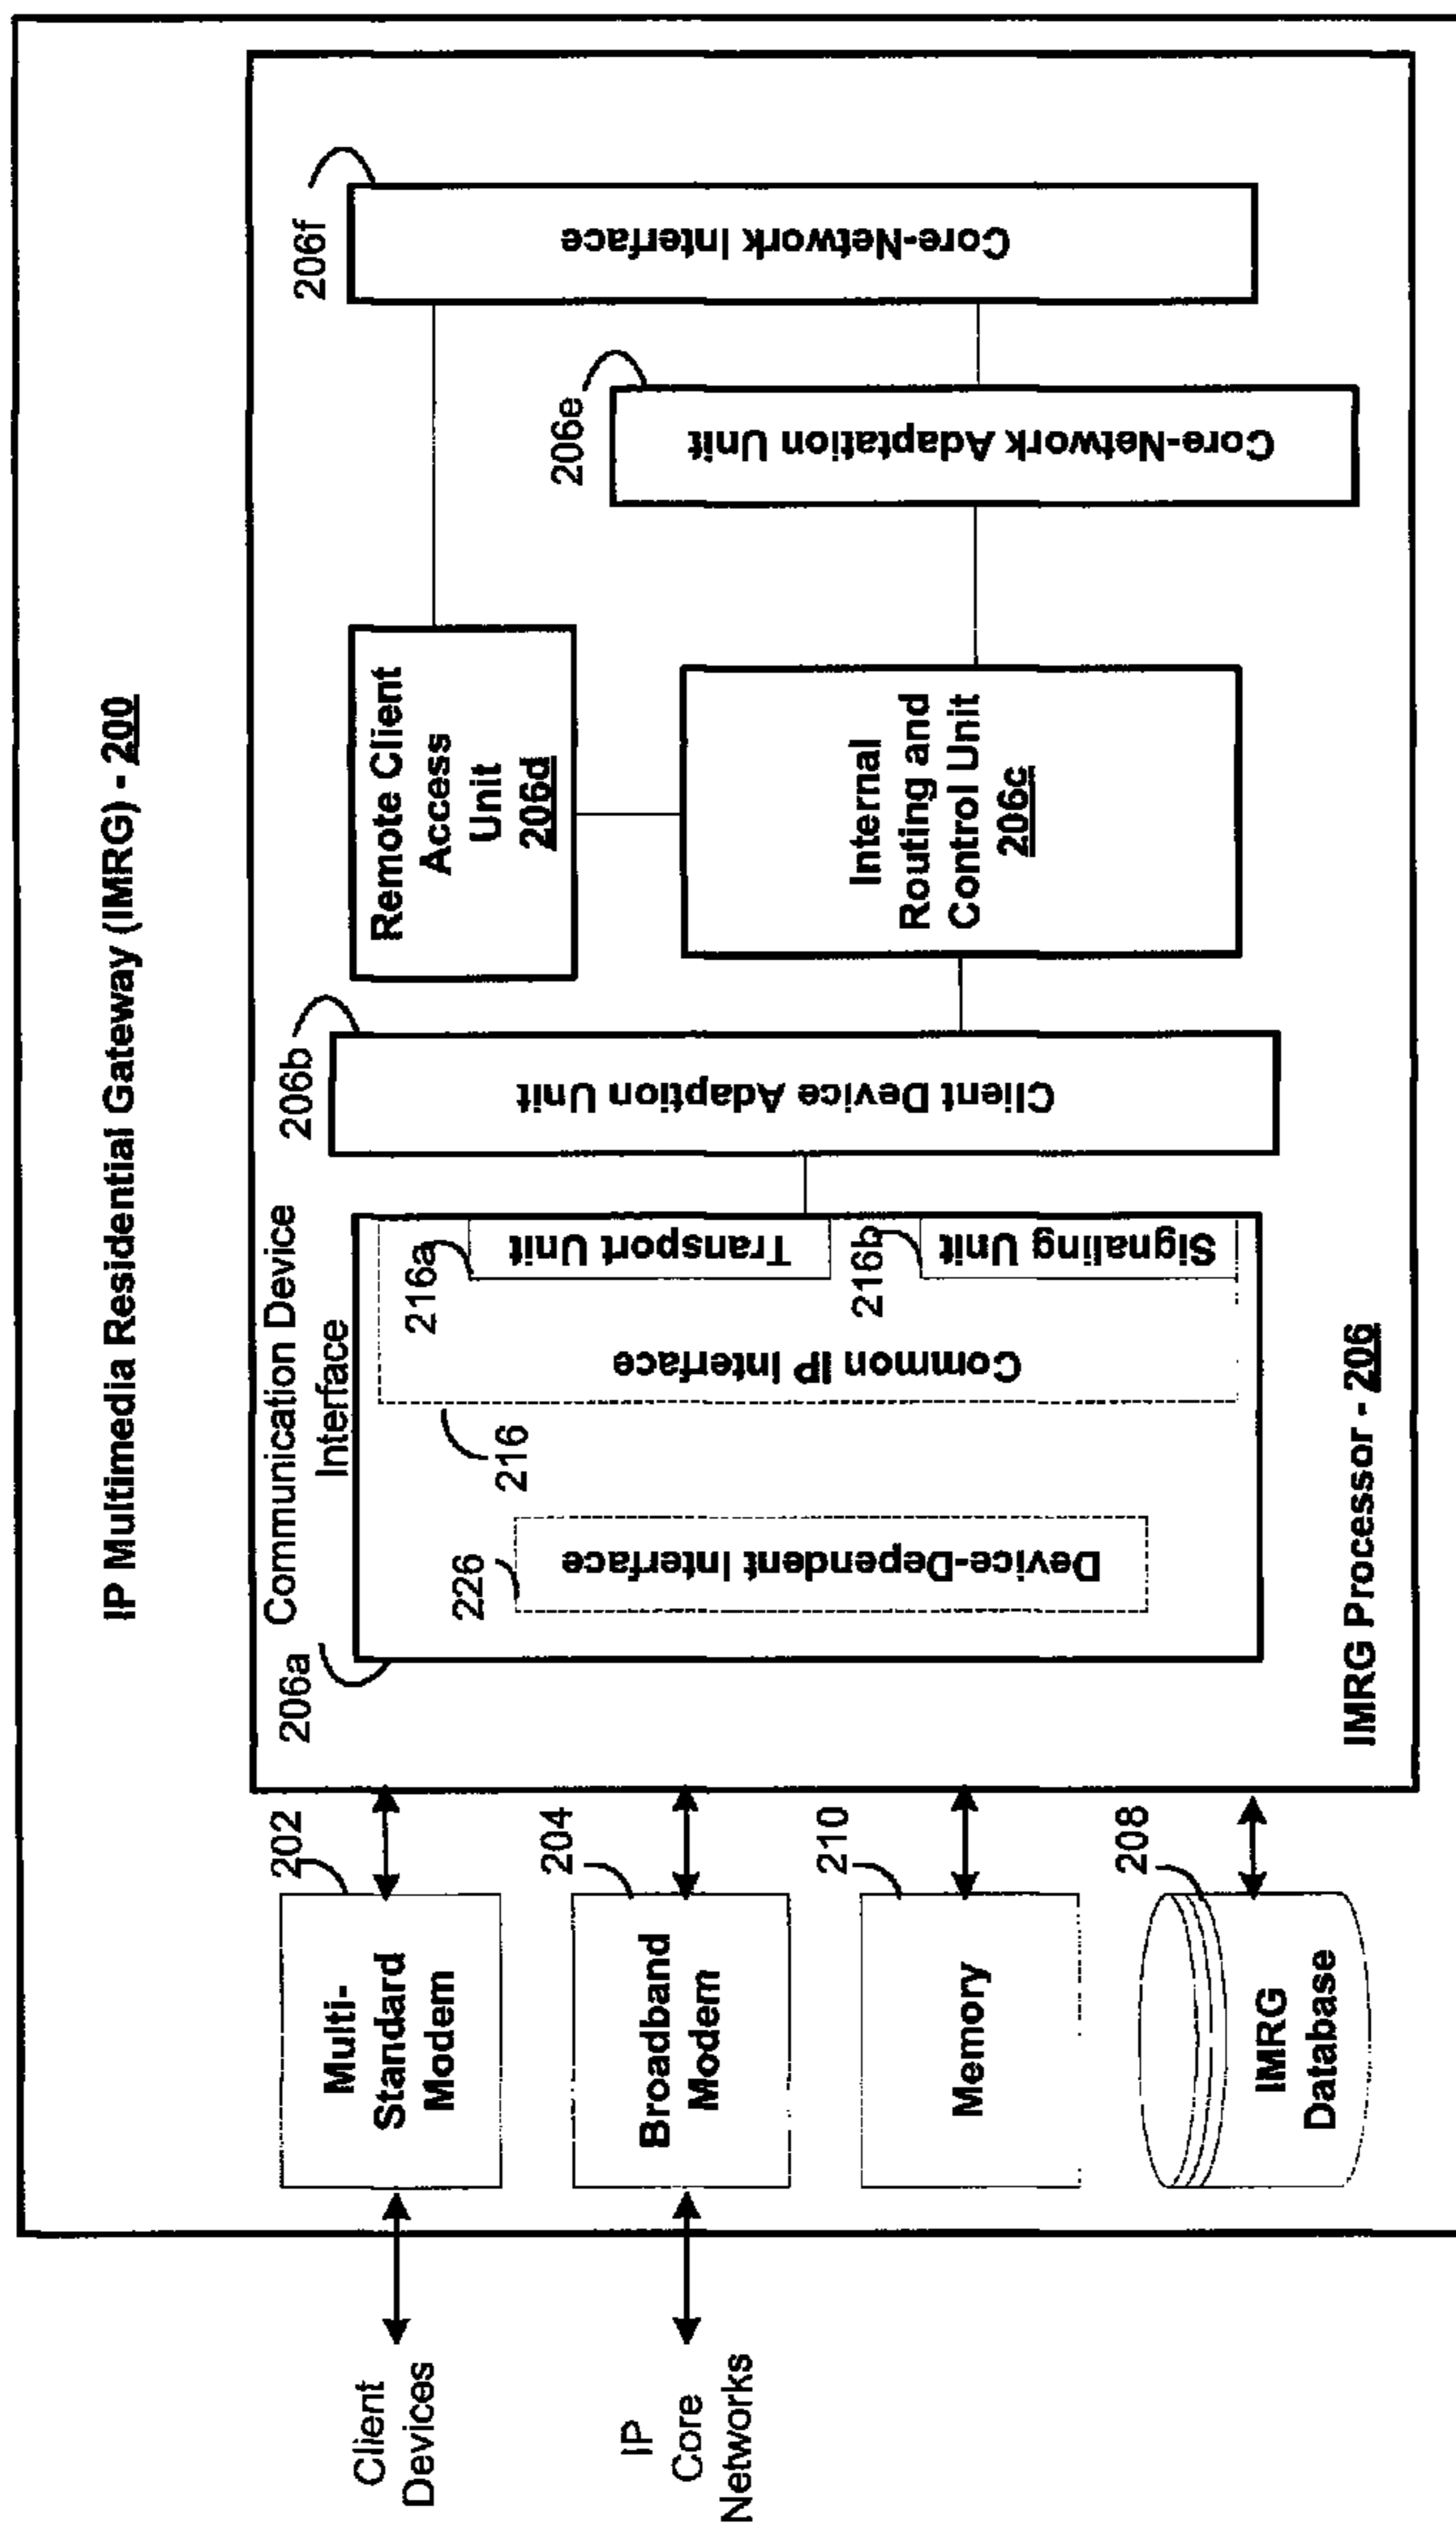 IP Multimedia Residential Gateway (IMRG) - 200
Client
Devices
IP
Core
Networks
202
Multi-
Standard
Modem
204
Broadband
Modem
210
Memory
208
IMRG
Database
206a
Communication Device
Interface
226
Device-Dependent Interface
216
Common IP Interface
216a
Transport Unit
216b
Signaling Unit
206b
Client Device Adaption Unit
Remote Client
Access
Unit
206d
Internal
Routing and
Control Unit
206c
206e
Core-Network Adaptation Unit
206f
Core-Network Interface
IMRG Processor - 206